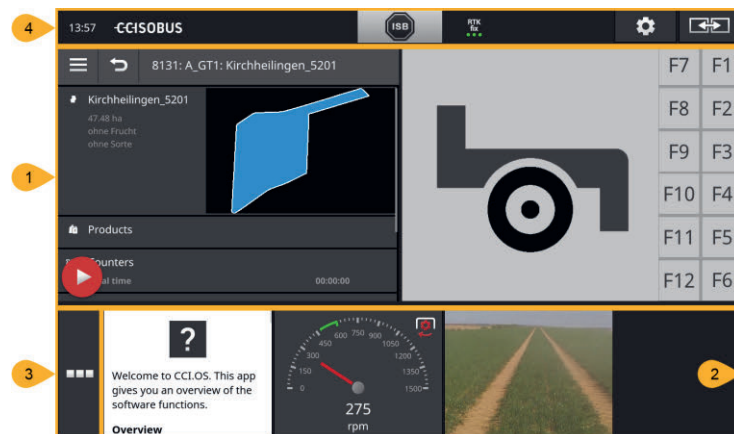 4
13:57 CCISOBUS ISB RTK fix
8131: A_GT1: Kirchheilingen_5201
Kirchheilingen_5201
47.48 ha
ohne Frucht
ohne Sorte
1
Products
Counters
al time 00:00:00
F7 F1
F8 F2
F9 F3
F10 F4
F11 F5
F12 F6
3
?
Welcome to CCI.OS. This app
gives you an overview of the
software functions.
Overview
0 150 300 450 600 750 900 1050 1200 1350 1500
275
rpm
2